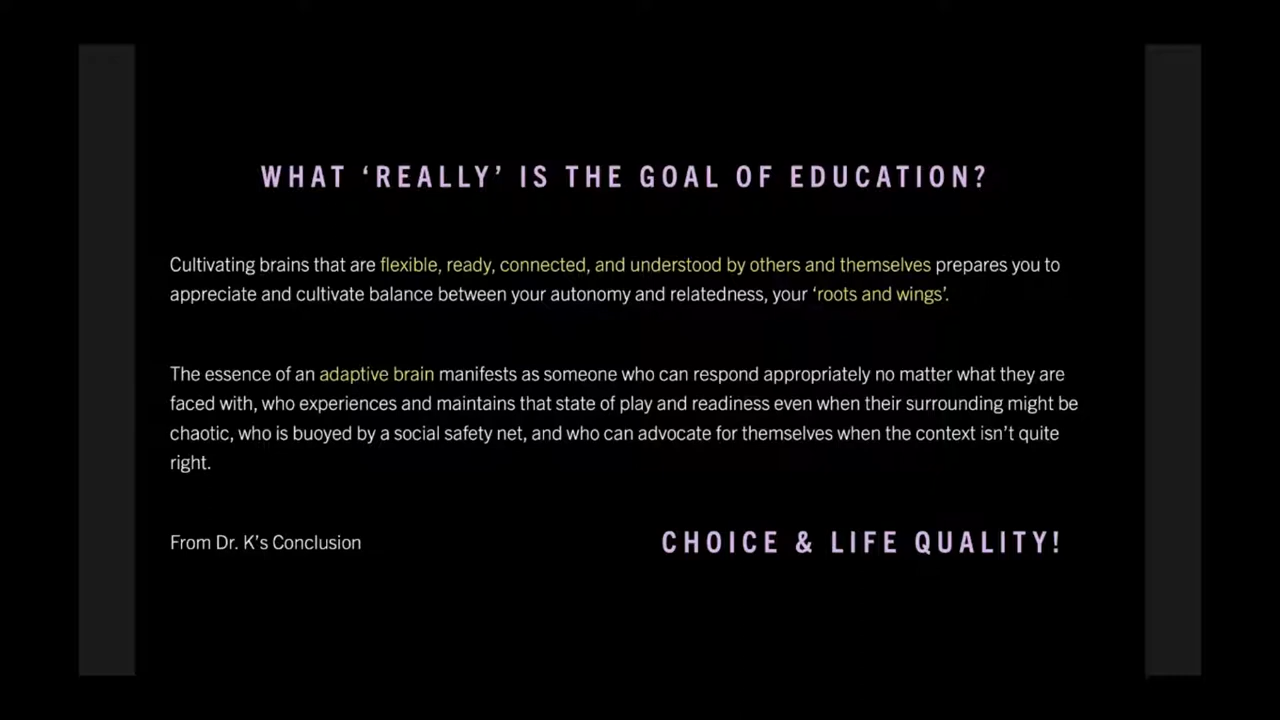 WHAT ‘REALLY’ IS THE GOAL OF EDUCATION?
Cultivating brains that are flexible, ready, connected, and understood by others and themselves prepares you to
appreciate and cultivate balance between your autonomy and relatedness, your ‘roots and wings’.
The essence of an adaptive brain manifests as someone who can respond appropriately no matter what they are
faced with, who experiences and maintains that state of play and readiness even when their surrounding might be
chaotic, who is buoyed by a social safety net, and who can advocate for themselves when the context isn’t quite
right.
From Dr. K’s Conclusion
CHOICE & LIFE QUALITY!